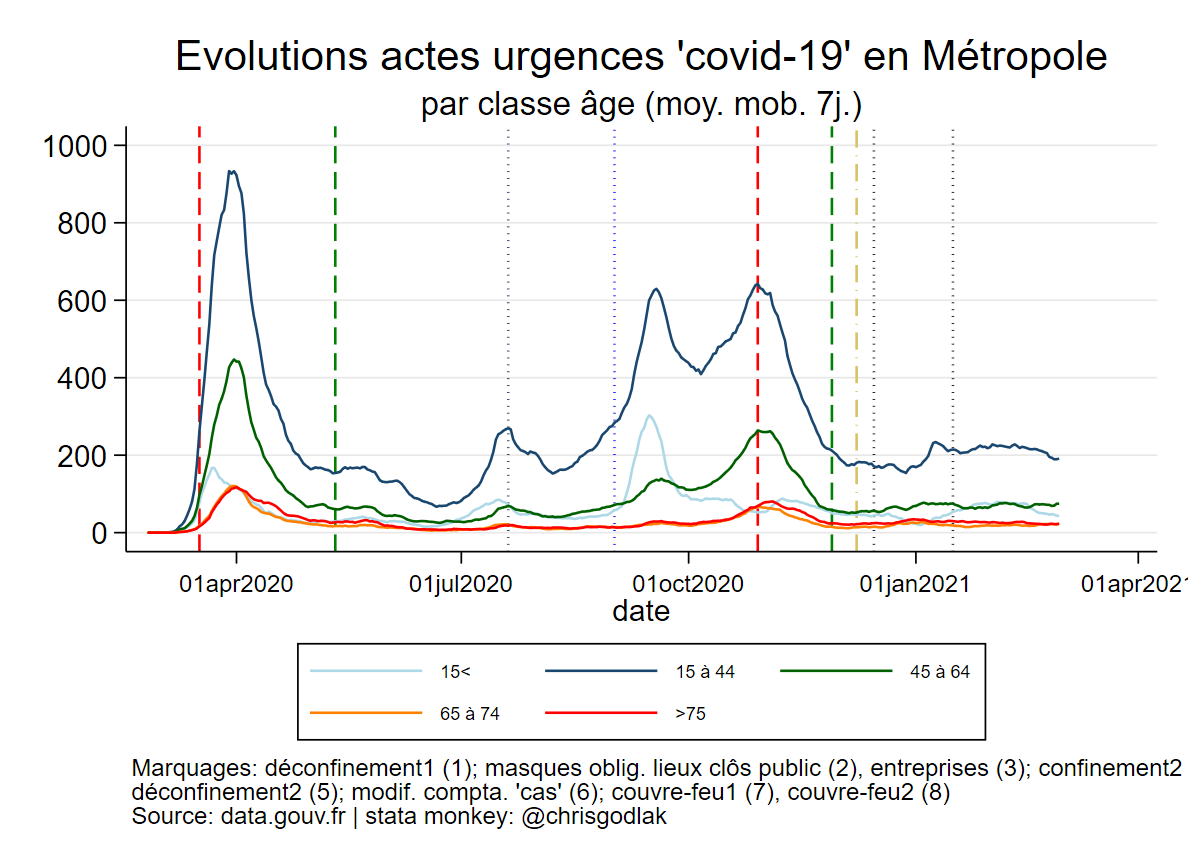 Evolutions actes urgences 'covid-19' en Métropole
par classe âge (moy. mob. 7j.)
1000
800
600
400
200
0
01apr2020 01jul2020 01oct2020 01jan2021 01apr2021
date
15< 15 à 44 45 à 64
65 à 74 >75
Marquages: déconfinement1 (1); masques oblig. lieux clôs public (2), entreprises (3); confinement2
déconfinement2 (5); modif. compta. 'cas' (6); couvre-feu1 (7), couvre-feu2 (8)
Source: data.gouv.fr | stata monkey: @chrisgodlak